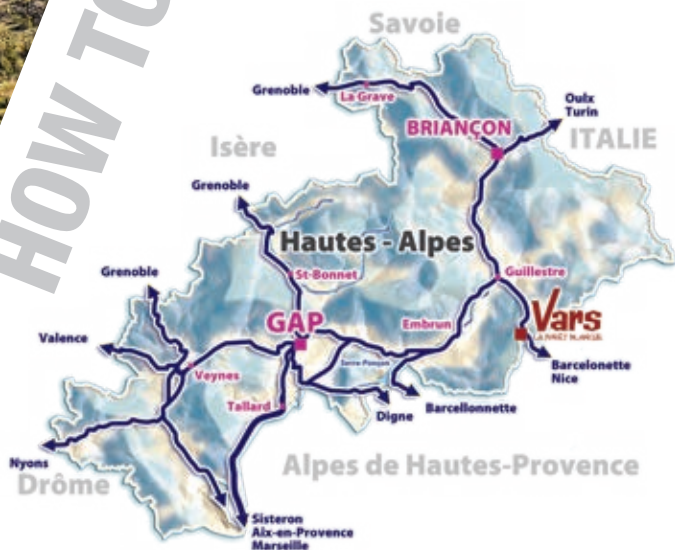 HOW TO
Savoie
Grenoble
La Grave
Oulx
Turin
BRIANÇON
ITALIE
Isère
Grenoble
Hautes - Alpes
St-Bonnet
Guillestre
Grenoble
GAP
Embrun
Vars
Valence
Serre-Ponçon
Barcelonette
Nice
Veynes
Tallard
Digne
Barcellonnette
Nyons
Drôme
Alpes de Hautes-Provence
Sisteron
Aix-en-Provence
Marseille